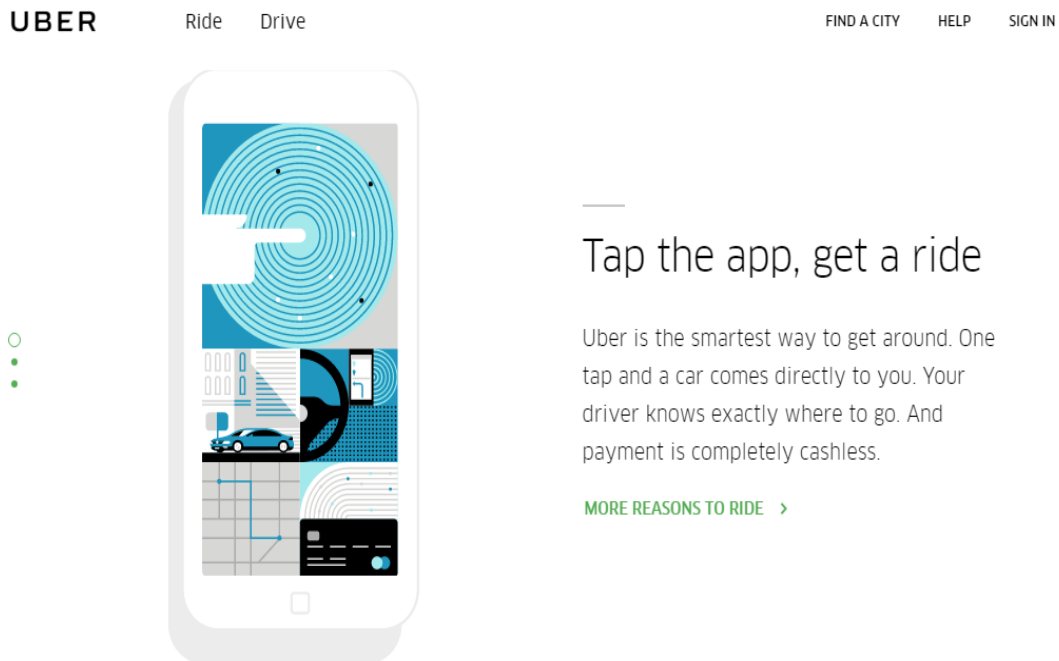 UBER Ride Drive FIND A CITY HELP SIGN IN
Tap the app, get a ride
Uber is the smartest way to get around. One
tap and a car comes directly to you. Your
driver knows exactly where to go. And
payment is completely cashless.
MORE REASONS TO RIDE >